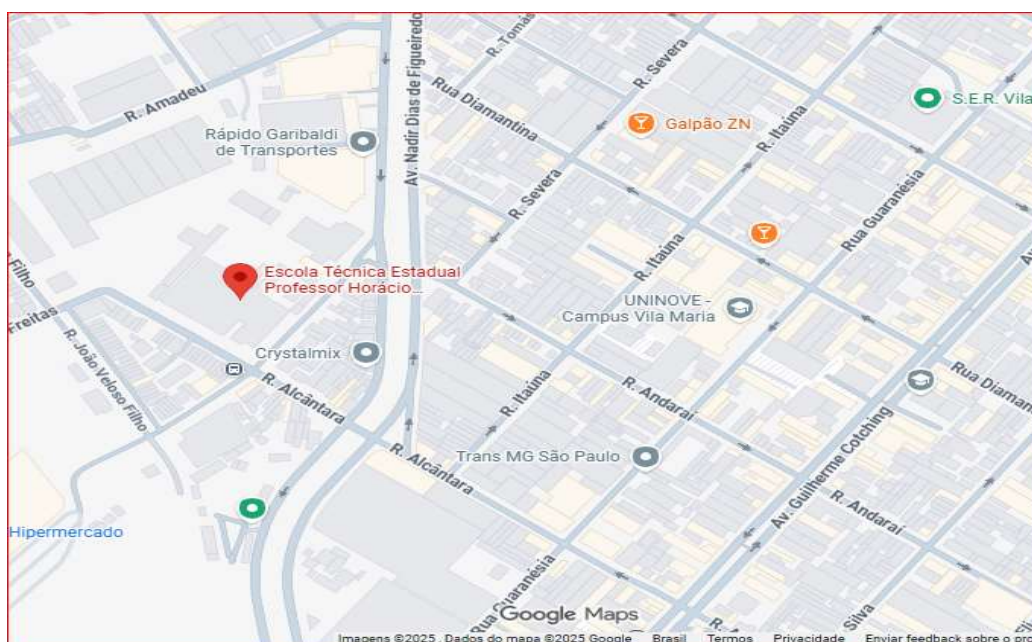 R. Tomás
R. Severa
Av. Nadir Dias de Figueiredo
R. Amadeu
Rua Diamantina
S.E.R. Vila
Galpão ZN
R. Itaúna
Rápido Garibaldi
de Transportes
R. Severa
Rua Guaranésia
Av
R. Itaúna
Filho
Escola Técnica Estadual
Professor Horácio...
UNINOVE -
Campus Vila Maria
Freitas
R. João Veloso Filho
Crystalmix
Rua Diamant
R. Alcântara
R. Itaúna
R. Andaraí
Av. Guilherme Cotching
Trans MG São Paulo
R. Alcântara
R. Andaraí
Hipermercado
Rua Guaranésia
Silva
Google Maps
Imagens ©2025 , Dados do mapa ©2025 Google Brasil Termos Privacidade Enviar feedback sobre o pro